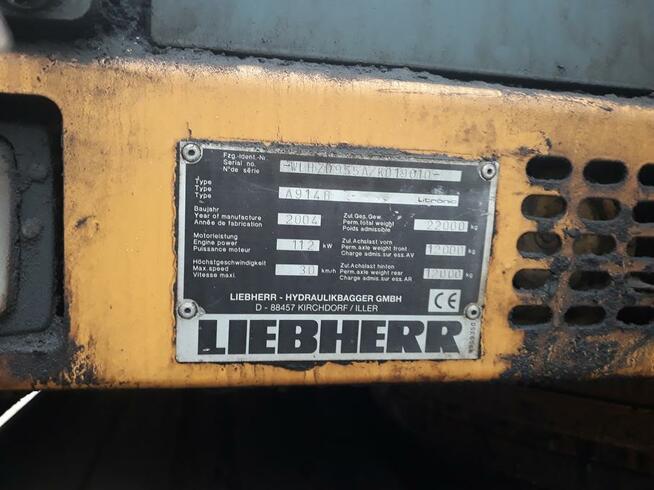 Fzg.-Ident.-Nr.
Serial no.
N° de série
Type A914B Litronic
Type
Type
Baujahr
Year of manufacture 2004
Année de fabrication
Motorleistung
Engine power 112 kW
Puissance moteur
Höchstgeschwindigkeit
Max. speed 30 km/h
Vitesse maxi.
Zul. Ges. Gew.
Perm. total weight 22000 kg
Poids admissible
Zul. Achslast vorn
Perm. axle weight front 12000 kg
Charge admis. sur ess. AV
Zul. Achslast hinten
Perm. axle weight rear 12000 kg
Charge admis. sur ess. AR
LIEBHERR - HYDRAULIKBAGGER GMBH
D - 88457 KIRCHDORF / ILLER
CE
LIEBHERR